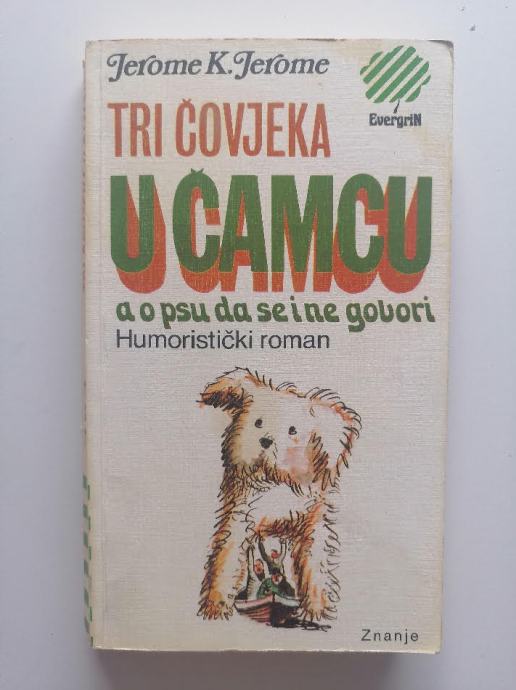 Jerome K. Jerome
EvergriN
TRI ČOVJEKA
U ČAMCU
a o psu da se i ne govori
Humoristički roman
Znanje